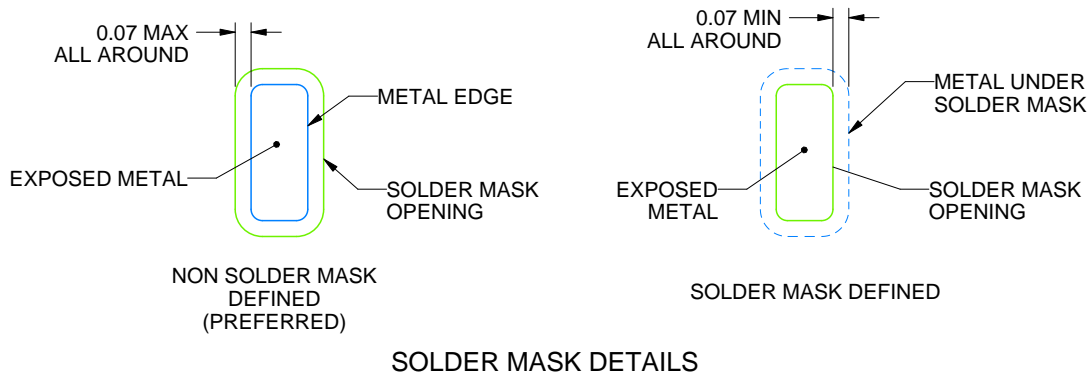 0.07 MAX
ALL AROUND
METAL EDGE
EXPOSED METAL
SOLDER MASK
OPENING
NON SOLDER MASK
DEFINED
(PREFERRED)
0.07 MIN
ALL AROUND
METAL UNDER
SOLDER MASK
EXPOSED
METAL
SOLDER MASK
OPENING
SOLDER MASK DEFINED
SOLDER MASK DETAILS